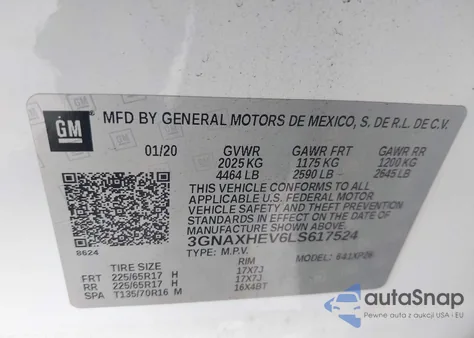 GM
MFD BY GENERAL MOTORS DE MEXICO, S. DE R.L. DE C.V.
01/20 GVWR GAWR FRT GAWR RR
2025 KG 1175 KG 1200 KG
4464 LB 2590 LB 2645 LB
THIS VEHICLE CONFORMS TO ALL
APPLICABLE U.S. FEDERAL MOTOR
VEHICLE SAFETY, BUMPER, AND THEFT
PREVENTION STANDARDS IN EFFECT ON
THE DATE OF MANUFACTURE SHOWN ABOVE.
3GNAXHEV6LS617524
8624
TYPE: M.P.V. MODEL: 641XP26
TIRE SIZE RIM
FRT 225/65R17 H 17X7J
RR 225/65R17 H 17X7J
SPA T135/70R16 M 16X4BT
autoSnap
Pewne auta z USA i EU